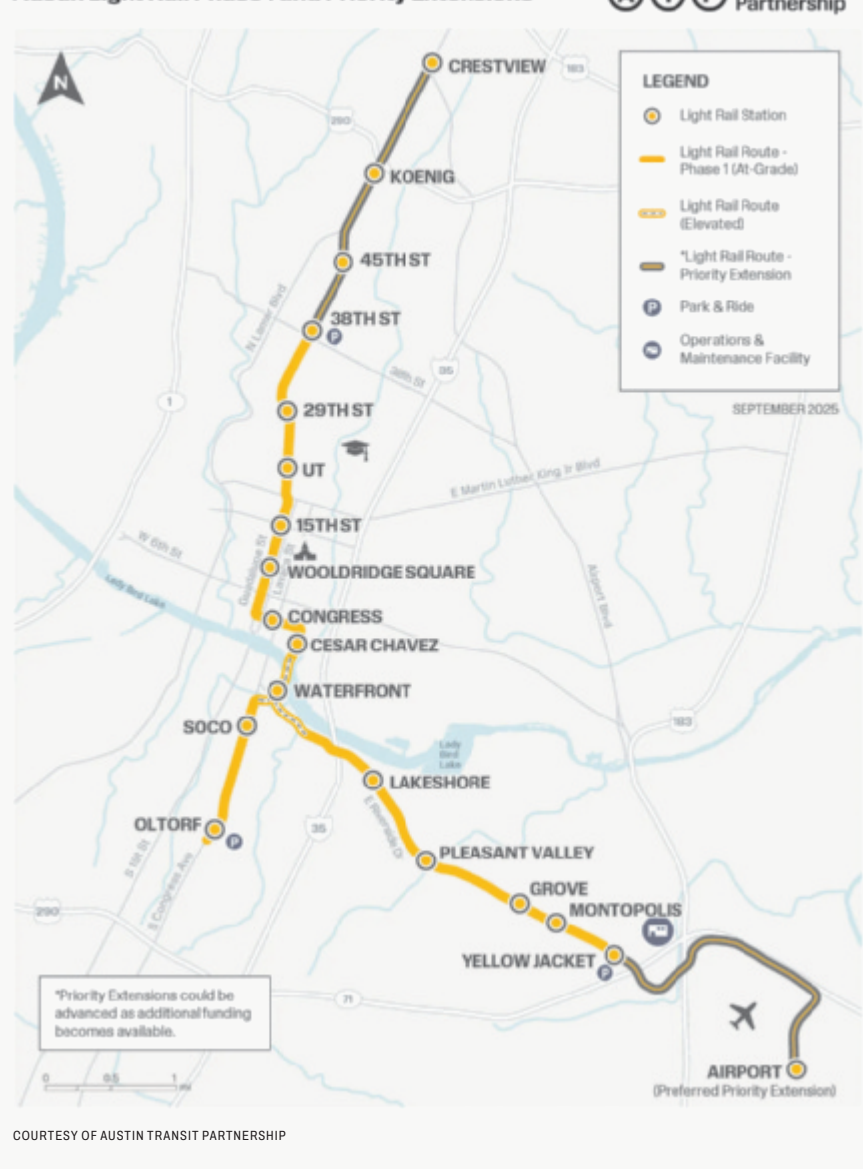 Partnership
N
CRESTVIEW
183
290
KOENIG
45TH ST
38TH ST
P
N Lamar Blvd
38th St
35
1
29TH ST
UT
E Martin Luther King Jr Blvd
15TH ST
W 6th St
Guadalupe St
Lavaca St
WOOLDRIDGE SQUARE
Lady Bird Lake
Airport Blvd
CONGRESS
CESAR CHAVEZ
WATERFRONT
SOCO
183
Lady
Bird
Lake
LAKESHORE
OLTORF
P
35
E Riverside Dr
S 1st St
S Congress Ave
PLEASANT VALLEY
GROVE
MONTOPOLIS
290
YELLOW JACKET
P
71
AIRPORT
(Preferred Priority Extension)
LEGEND
Light Rail Station
Light Rail Route -
Phase 1 (At-Grade)
Light Rail Route
(Elevated)
*Light Rail Route -
Priority Extension
P
Park & Ride
Operations &
Maintenance Facility
SEPTEMBER 2025
*Priority Extensions could be
advanced as additional funding
becomes available.
0 0.5 1
COURTESY OF AUSTIN TRANSIT PARTNERSHIP